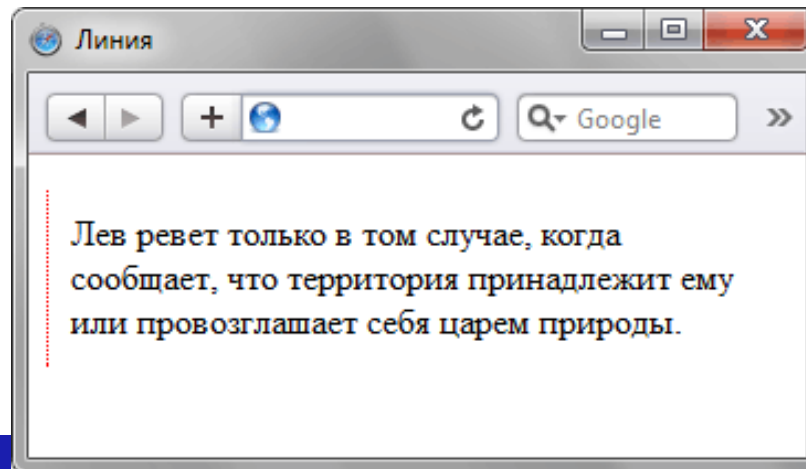 Линия
Google
Лев ревет только в том случае, когда
сообщает, что территория принадлежит ему
или провозглашает себя царем природы.